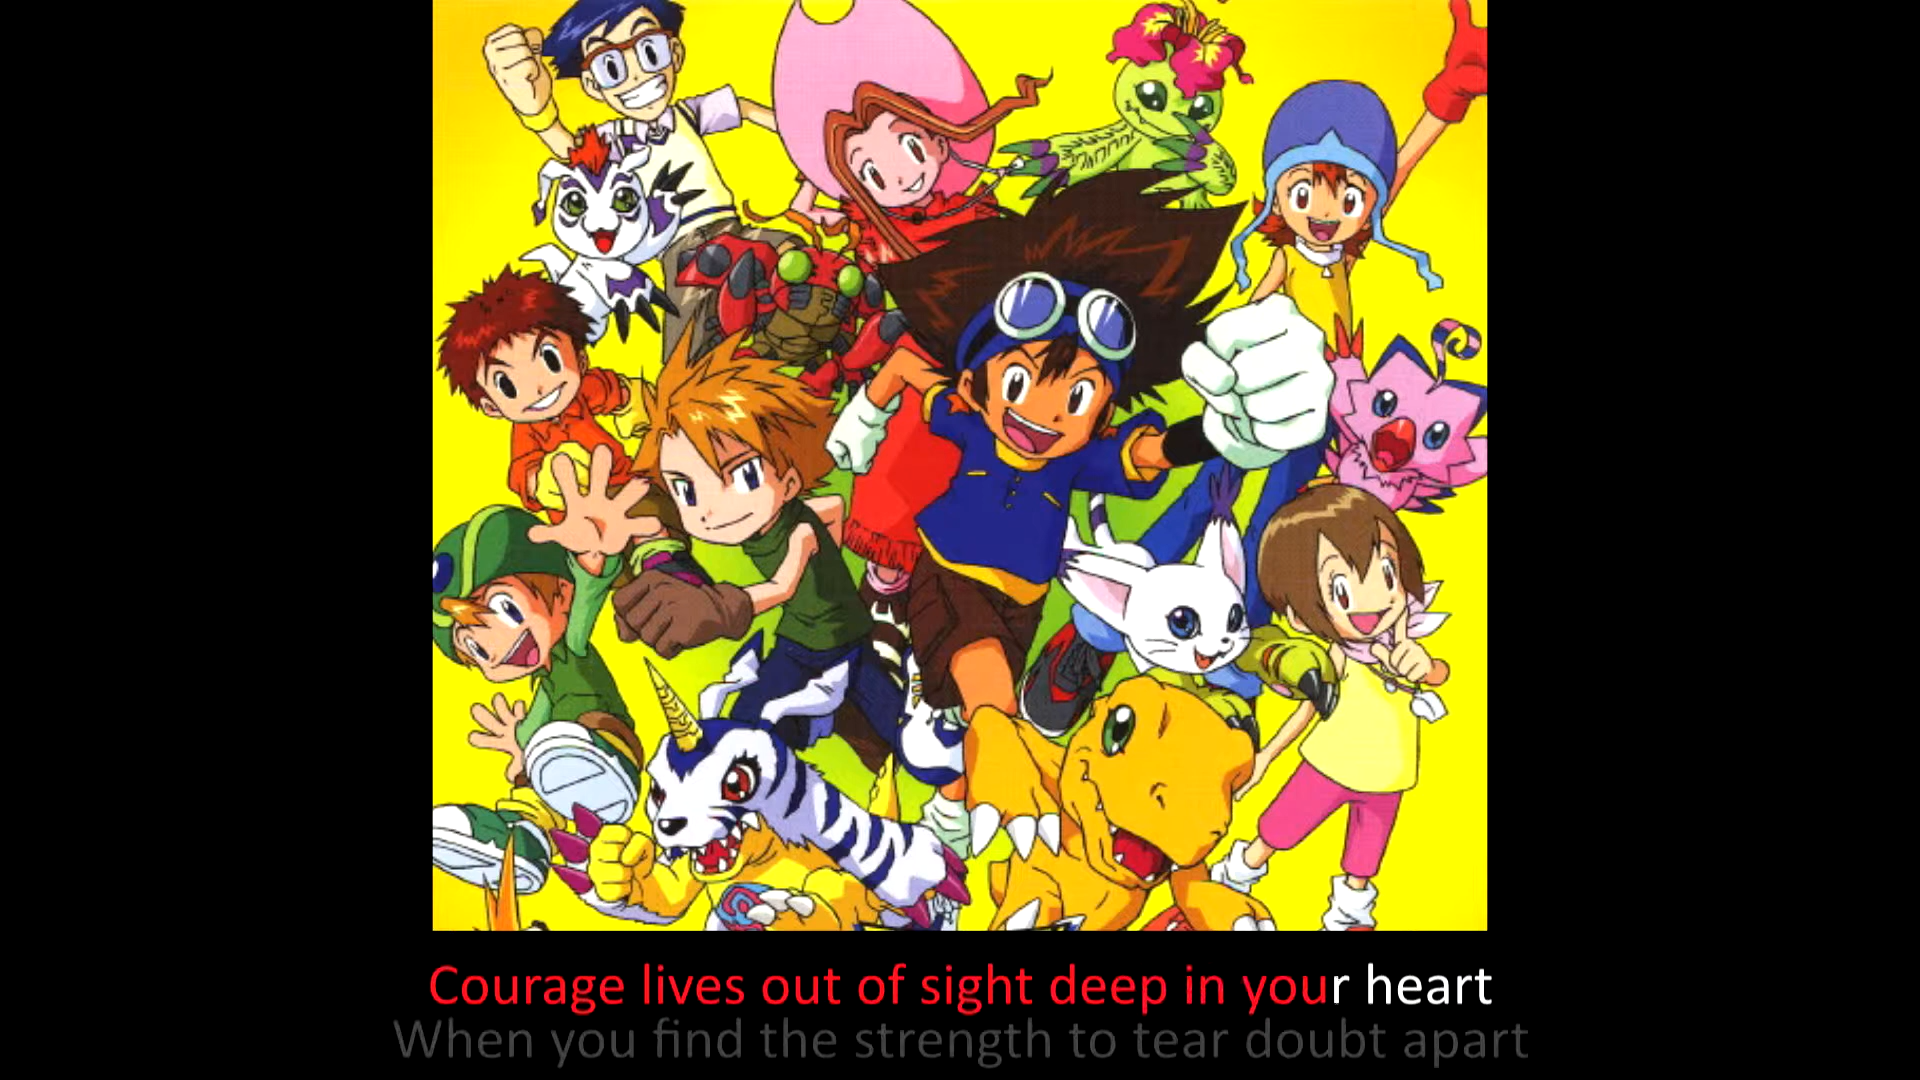 Courage lives out of sight deep in your heart
When you find the strength to tear doubt apart